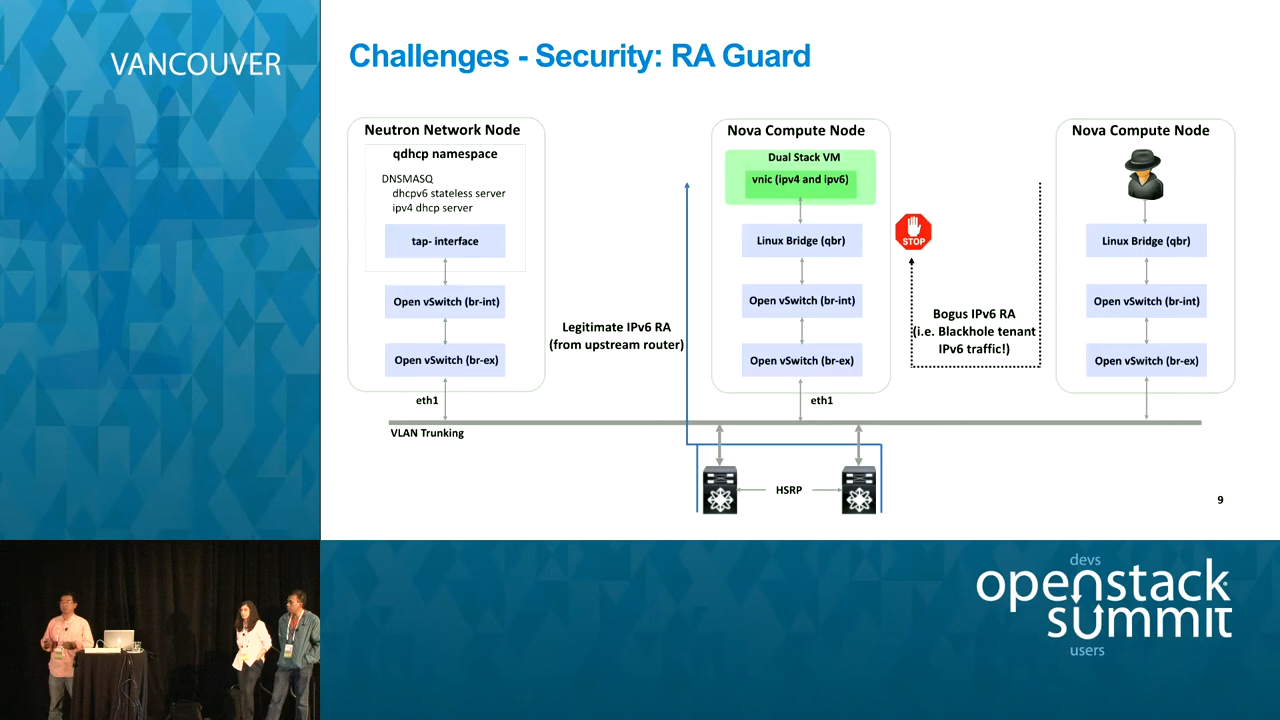 VANCOUVER
Challenges - Security: RA Guard
Neutron Network Node
qdhcp namespace
DNSMASQ
dhcpv6 stateless server
ipv4 dhcp server
tap- interface
Open vSwitch (br-int)
Open vSwitch (br-ex)
eth1
VLAN Trunking
Legitimate IPv6 RA
(from upstream router)
Nova Compute Node
Dual Stack VM
vnic (ipv4 and ipv6)
Linux Bridge (qbr)
Open vSwitch (br-int)
Open vSwitch (br-ex)
eth1
HSRP
STOP
Bogus IPv6 RA
(i.e. Blackhole tenant
IPv6 traffic!)
Nova Compute Node
Linux Bridge (qbr)
Open vSwitch (br-int)
Open vSwitch (br-ex)
9
devs
openstack
summit
users